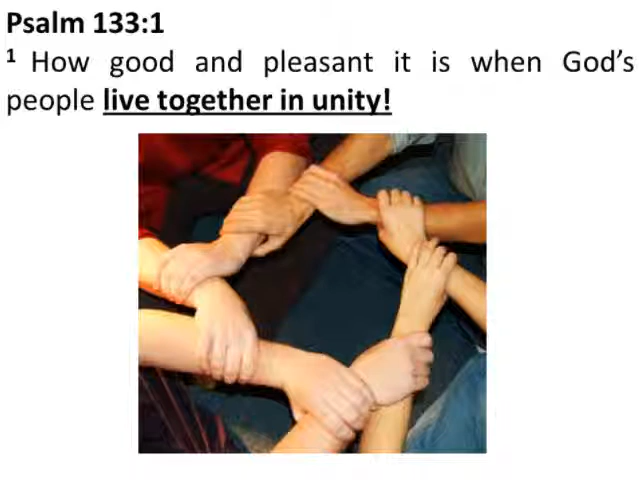 Psalm 133:1
1 How good and pleasant it is when God’s
people live together in unity!